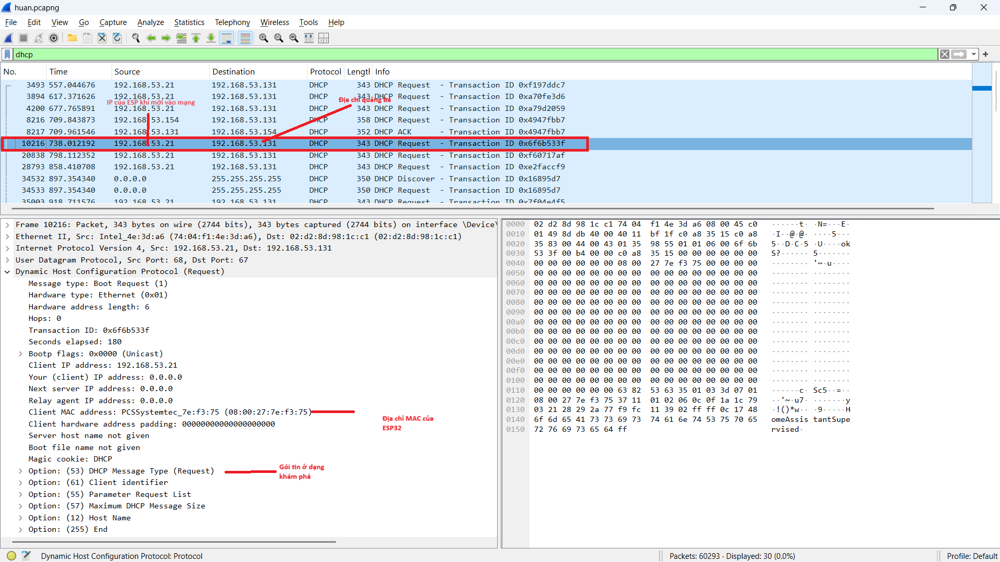 huan.pcapng
File Edit View Go Capture Analyze Statistics Telephony Wireless Tools Help
dhcp
No. Time Source Destination Protocol Length Info
3493 557.044676 192.168.53.21 192.168.53.131 DHCP 343 DHCP Request - Transaction ID 0xf197ddc7
3894 617.371626 192.168.53.21 192.168.53.131 DHCP 343 DHCP Request - Transaction ID 0xa70fe3d6
IP của ESP khi mới vào mạng
Địa chỉ quảng bá
4200 677.765891 192.168.53.21 192.168.53.131 DHCP 343 DHCP Request - Transaction ID 0xa79d2059
8216 709.843873 192.168.53.154 192.168.53.131 DHCP 358 DHCP Request - Transaction ID 0x4947fbb7
8217 709.961546 192.168.53.131 192.168.53.154 DHCP 352 DHCP ACK - Transaction ID 0x4947fbb7
10216 738.012192 192.168.53.21 192.168.53.131 DHCP 343 DHCP Request - Transaction ID 0x6f6b533f
20838 798.112352 192.168.53.21 192.168.53.131 DHCP 343 DHCP Request - Transaction ID 0xf60717af
28793 858.410708 192.168.53.21 192.168.53.131 DHCP 343 DHCP Request - Transaction ID 0xe2faccf9
34532 897.354340 0.0.0.0 255.255.255.255 DHCP 350 DHCP Discover - Transaction ID 0x16895d7
34533 897.354340 0.0.0.0 255.255.255.255 DHCP 350 DHCP Request - Transaction ID 0x16895d7
35003 918.711576 192.168.53.21 192.168.53.131 DHCP 343 DHCP Request - Transaction ID 0x7f04e4f5
Frame 10216: Packet, 343 bytes on wire (2744 bits), 343 bytes captured (2744 bits) on interface \Device\
Ethernet II, Src: Intel_4e:3d:a6 (74:04:f1:4e:3d:a6), Dst: 02:d2:8d:98:1c:c1 (02:d2:8d:98:1c:c1)
Internet Protocol Version 4, Src: 192.168.53.21, Dst: 192.168.53.131
User Datagram Protocol, Src Port: 68, Dst Port: 67
Dynamic Host Configuration Protocol (Request)
Message type: Boot Request (1)
Hardware type: Ethernet (0x01)
Hardware address length: 6
Hops: 0
Transaction ID: 0x6f6b533f
Seconds elapsed: 180
Bootp flags: 0x0000 (Unicast)
Client IP address: 192.168.53.21
Your (client) IP address: 0.0.0.0
Next server IP address: 0.0.0.0
Relay agent IP address: 0.0.0.0
Client MAC address: PCSSystemtec_7e:f3:75 (08:00:27:7e:f3:75)
Địa chỉ MAC của
ESP32
Client hardware address padding: 00000000000000000000
Server host name not given
Boot file name not given
Magic cookie: DHCP
Option: (53) DHCP Message Type (Request)
Gói tin ở dạng
khám phá
Option: (61) Client identifier
Option: (55) Parameter Request List
Option: (57) Maximum DHCP Message Size
Option: (12) Host Name
Option: (255) End
0000 02 d2 8d 98 1c c1 74 04 f1 4e 3d a6 08 00 45 c0 ······t· ·N=···E·
0010 01 49 8d db 40 00 40 11 bf 1f c0 a8 35 15 c0 a8 ·I··@·@· ····5···
0020 35 83 00 44 00 43 01 35 98 55 01 01 06 00 6f 6b 5··D·C·5 ·U····ok
0030 53 3f 00 b4 00 00 c0 a8 35 15 00 00 00 00 00 00 S?······ 5·······
0040 00 00 00 00 00 00 08 00 27 7e f3 75 00 00 00 00 ········ '~·u····
0050 00 00 00 00 00 00 00 00 00 00 00 00 00 00 00 00 ········ ········
0060 00 00 00 00 00 00 00 00 00 00 00 00 00 00 00 00 ········ ········
0070 00 00 00 00 00 00 00 00 00 00 00 00 00 00 00 00 ········ ········
0080 00 00 00 00 00 00 00 00 00 00 00 00 00 00 00 00 ········ ········
0090 00 00 00 00 00 00 00 00 00 00 00 00 00 00 00 00 ········ ········
00a0 00 00 00 00 00 00 00 00 00 00 00 00 00 00 00 00 ········ ········
00b0 00 00 00 00 00 00 00 00 00 00 00 00 00 00 00 00 ········ ········
00c0 00 00 00 00 00 00 00 00 00 00 00 00 00 00 00 00 ········ ········
00d0 00 00 00 00 00 00 00 00 00 00 00 00 00 00 00 00 ········ ········
00e0 00 00 00 00 00 00 00 00 00 00 00 00 00 00 00 00 ········ ········
00f0 00 00 00 00 00 00 00 00 00 00 00 00 00 00 00 00 ········ ········
0100 00 00 00 00 00 00 00 00 00 00 00 00 00 00 00 00 ········ ········
0110 00 00 00 00 00 00 63 82 53 63 35 01 03 3d 07 01 ······c· Sc5··=··
0120 08 00 27 7e f3 75 37 11 01 02 06 0c 0f 1a 1c 79 ··'~·u7· ·······y
0130 03 21 28 29 2a 77 f9 fc 11 39 02 ff ff 0c 17 48 ·!()*w·· ·9·····H
0140 6f 6d 65 41 73 73 69 73 74 61 6e 74 53 75 70 65 omeAssis tantSupe
0150 72 76 69 73 65 64 ff rvised·
Dynamic Host Configuration Protocol: Protocol
Packets: 60293 · Displayed: 30 (0.0%)
Profile: Default